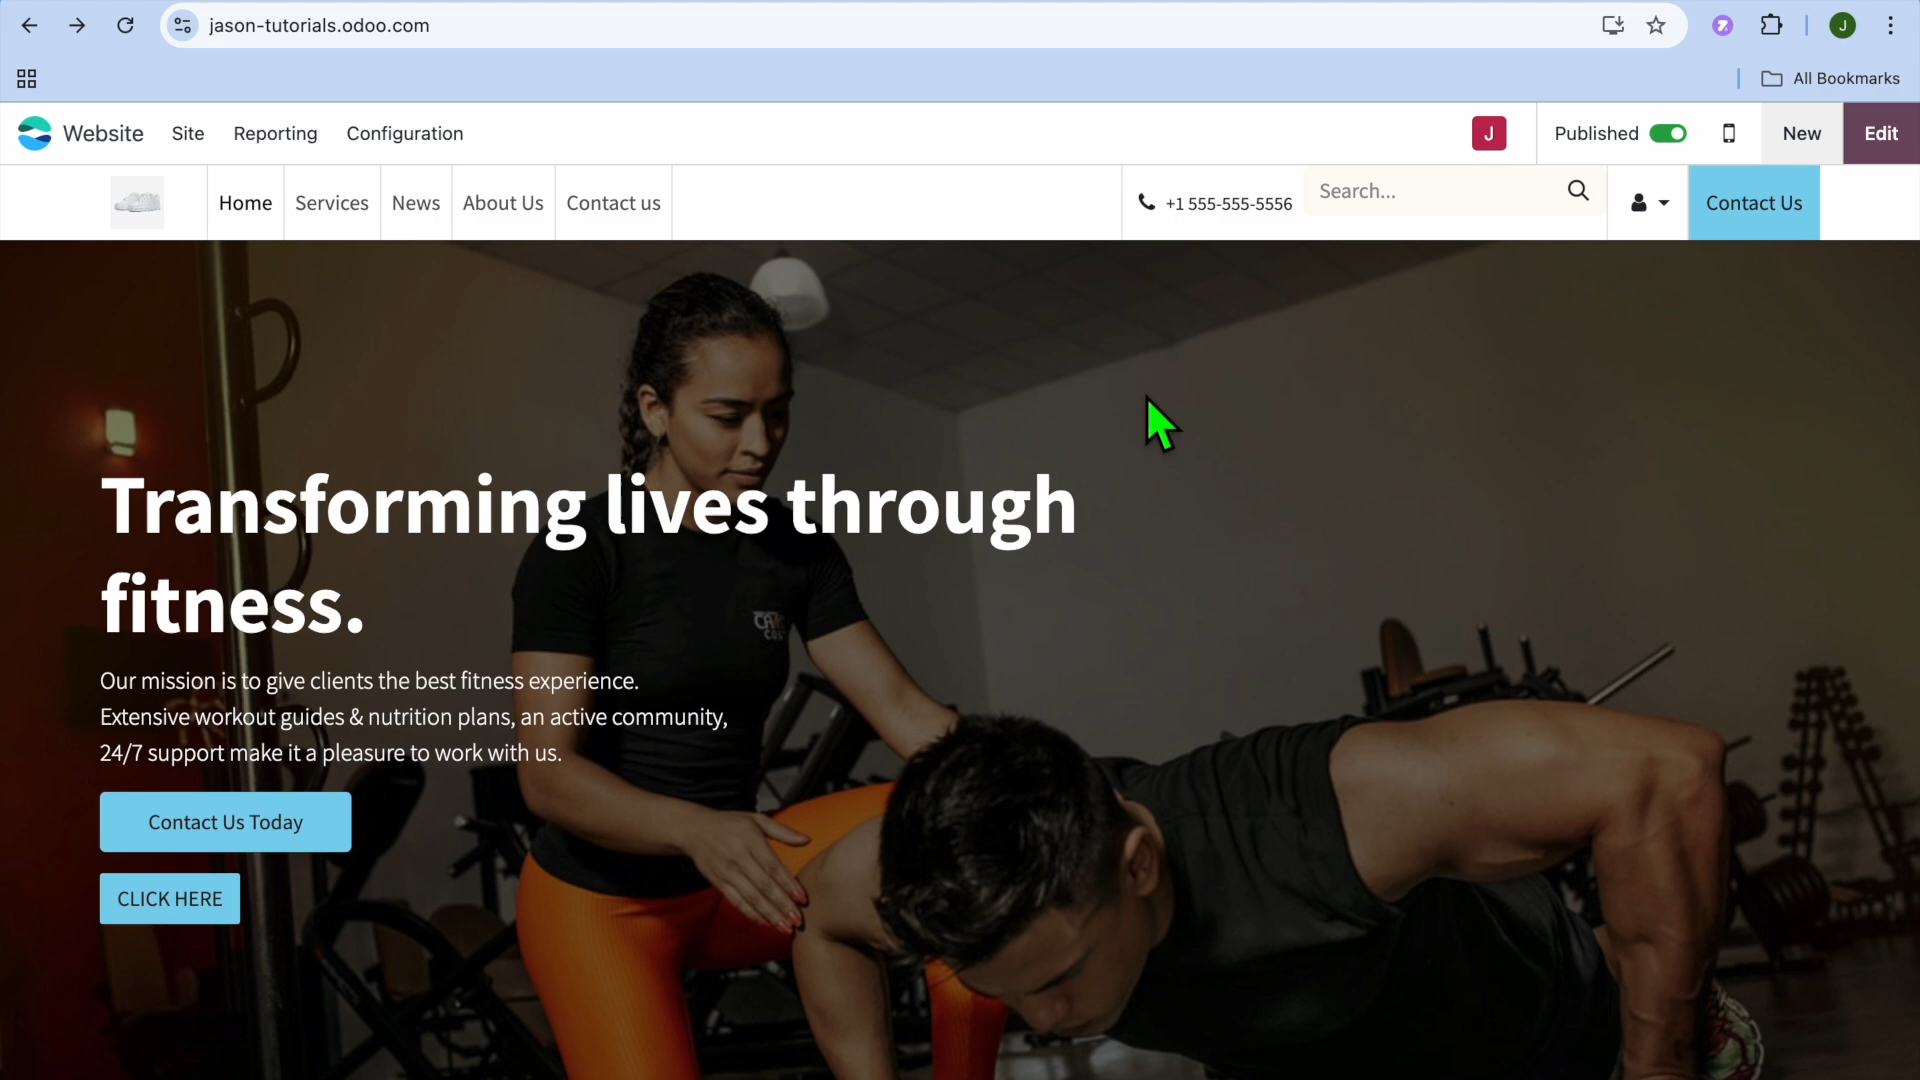 jason-tutorials.odoo.com
J
All Bookmarks
Website Site Reporting Configuration
J
Published
New
Edit
Home Services News About Us Contact us
+1 555-555-5556
Search...
Contact Us
Transforming lives through
fitness.
Our mission is to give clients the best fitness experience.
Extensive workout guides & nutrition plans, an active community,
24/7 support make it a pleasure to work with us.
Contact Us Today
CLICK HERE